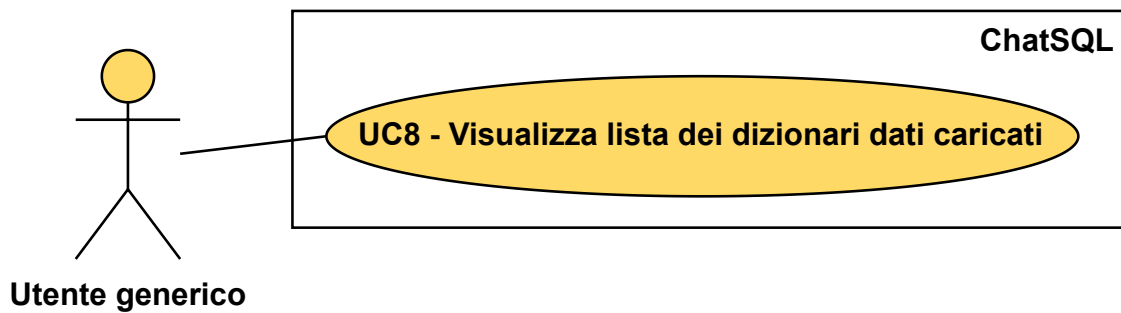 ChatSQL
UC8 - Visualizza lista dei dizionari dati caricati
Utente generico